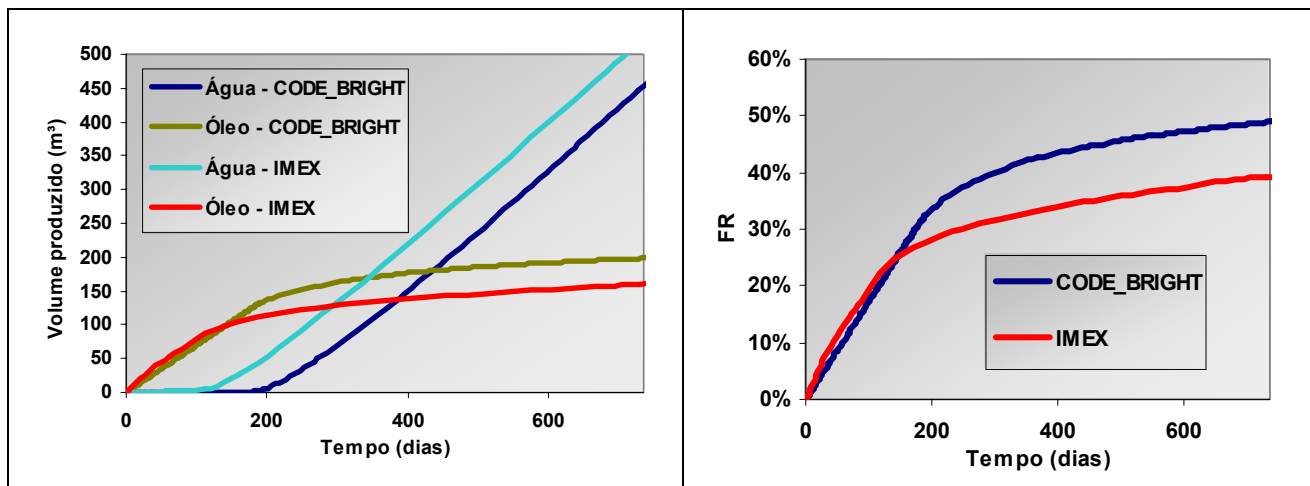 500
450
400
350
300
250
200
150
100
50
0
Volume produzido (m³)
Água - CODE_BRIGHT
Óleo - CODE_BRIGHT
Água - IMEX
Óleo - IMEX
0 200 400 600
Tempo (dias)
60%
50%
40%
30%
20%
10%
0%
FR
CODE_BRIGHT
IMEX
0 200 400 600
Tempo (dias)